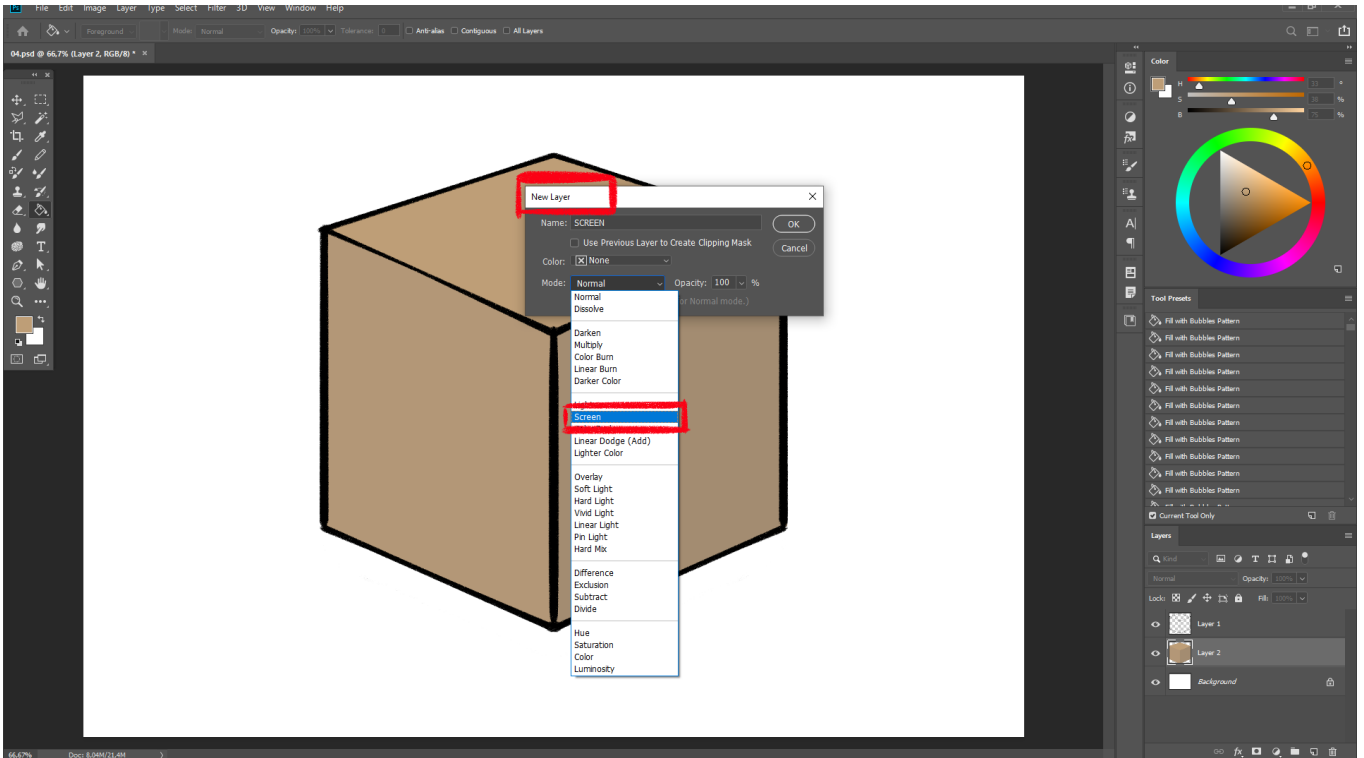 Ps File Edit Image Layer Type Select Filter 3D View Window Help
Foreground Mode: Normal Opacity: 100% Tolerance: 0 Anti-alias Contiguous All Layers
04.psd @ 66,7% (Layer 2, RGB/8) * ×
Color
H 33 °
S %
B %
New Layer
Name: SCREEN
OK
Use Previous Layer to Create Clipping Mask
Cancel
Color: None
Mode: Normal Opacity: 100 %
or Normal mode.)
Normal
Dissolve
Darken
Multiply
Color Burn
Linear Burn
Darker Color
Screen
Linear Dodge (Add)
Lighter Color
Overlay
Soft Light
Hard Light
Vivid Light
Linear Light
Pin Light
Hard Mix
Difference
Exclusion
Subtract
Divide
Hue
Saturation
Color
Luminosity
Tool Presets
Fill with Bubbles Pattern
Fill with Bubbles Pattern
Fill with Bubbles Pattern
Fill with Bubbles Pattern
Fill with Bubbles Pattern
Fill with Bubbles Pattern
Fill with Bubbles Pattern
Fill with Bubbles Pattern
Fill with Bubbles Pattern
Fill with Bubbles Pattern
Fill with Bubbles Pattern
Current Tool Only
Layers
Kind
Normal Opacity: 100%
Lock: Fill: 100%
Layer 1
Layer 2
Background
66,67% Doc: 8,04M/21,4M